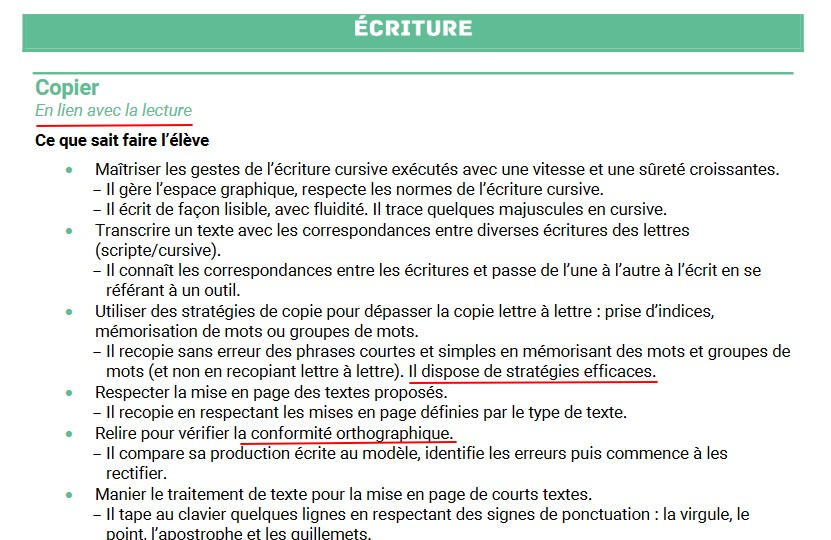 ÉCRITURE
Copier
En lien avec la lecture
Ce que sait faire l’élève
• Maîtriser les gestes de l’écriture cursive exécutés avec une vitesse et une sûreté croissantes.
– Il gère l’espace graphique, respecte les normes de l’écriture cursive.
– Il écrit de façon lisible, avec fluidité. Il trace quelques majuscules en cursive.
• Transcrire un texte avec les correspondances entre diverses écritures des lettres
(scripte/cursive).
– Il connaît les correspondances entre les écritures et passe de l’une à l’autre à l’écrit en se
référant à un outil.
• Utiliser des stratégies de copie pour dépasser la copie lettre à lettre : prise d’indices,
mémorisation de mots ou groupes de mots.
– Il recopie sans erreur des phrases courtes et simples en mémorisant des mots et groupes de
mots (et non en recopiant lettre à lettre). Il dispose de stratégies efficaces.
• Respecter la mise en page des textes proposés.
– Il recopie en respectant les mises en page définies par le type de texte.
• Relire pour vérifier la conformité orthographique.
– Il compare sa production écrite au modèle, identifie les erreurs puis commence à les
rectifier.
• Manier le traitement de texte pour la mise en page de courts textes.
– Il tape au clavier quelques lignes en respectant des signes de ponctuation : la virgule, le
point, l’apostrophe et les guillemets.